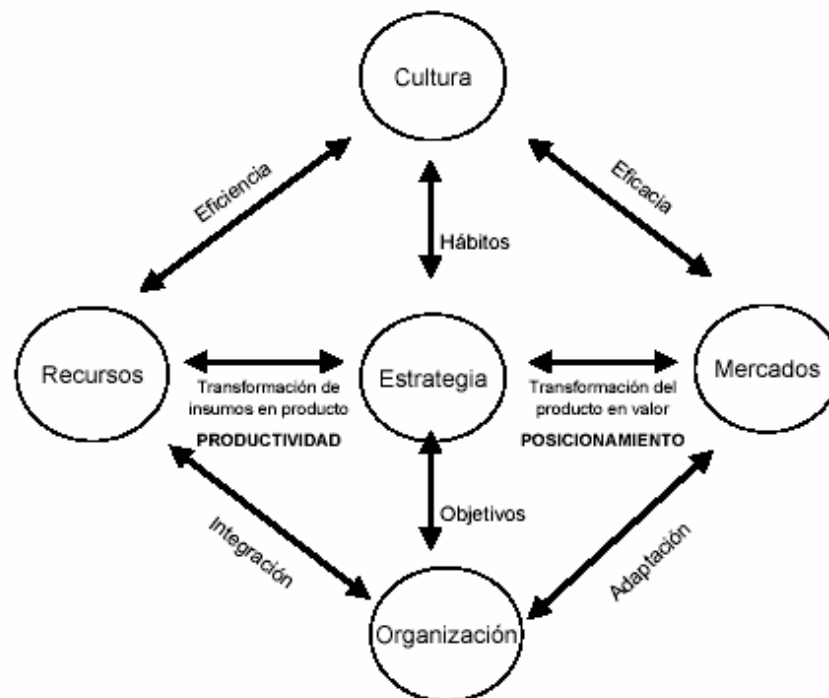 Cultura
Eficiencia
Eficacia
Hábitos
Recursos
Estrategia
Mercados
Transformación de
insumos en producto
PRODUCTIVIDAD
Transformación del
producto en valor
POSICIONAMIENTO
Integración
Objetivos
Adaptación
Organización